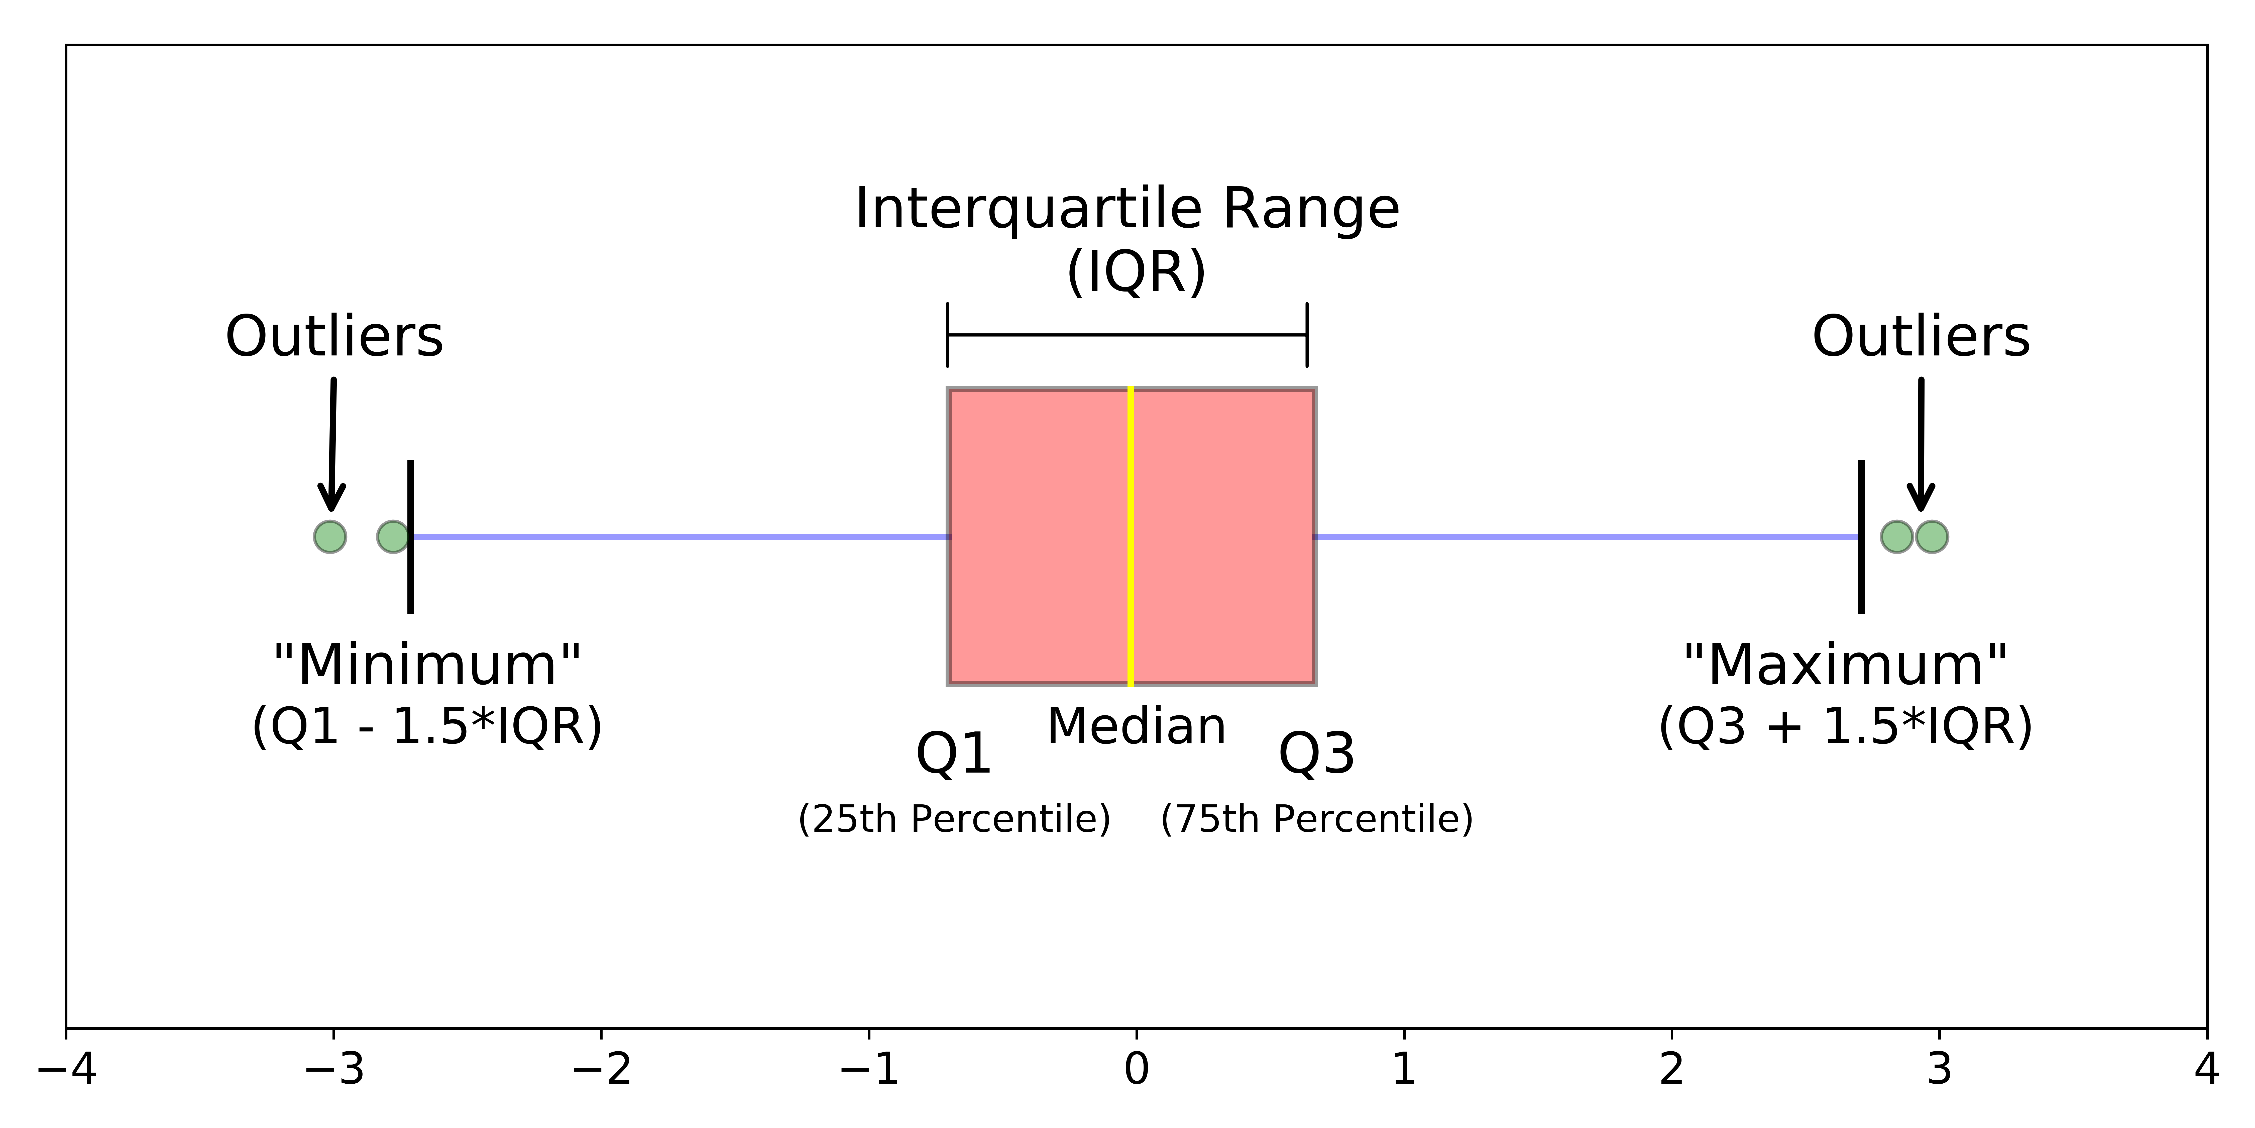 Interquartile Range
(IQR)
Outliers
Outliers
"Minimum"
(Q1 - 1.5*IQR)
"Maximum"
(Q3 + 1.5*IQR)
Median
Q1
Q3
(25th Percentile)
(75th Percentile)
−4 −3 −2 −1 0 1 2 3 4